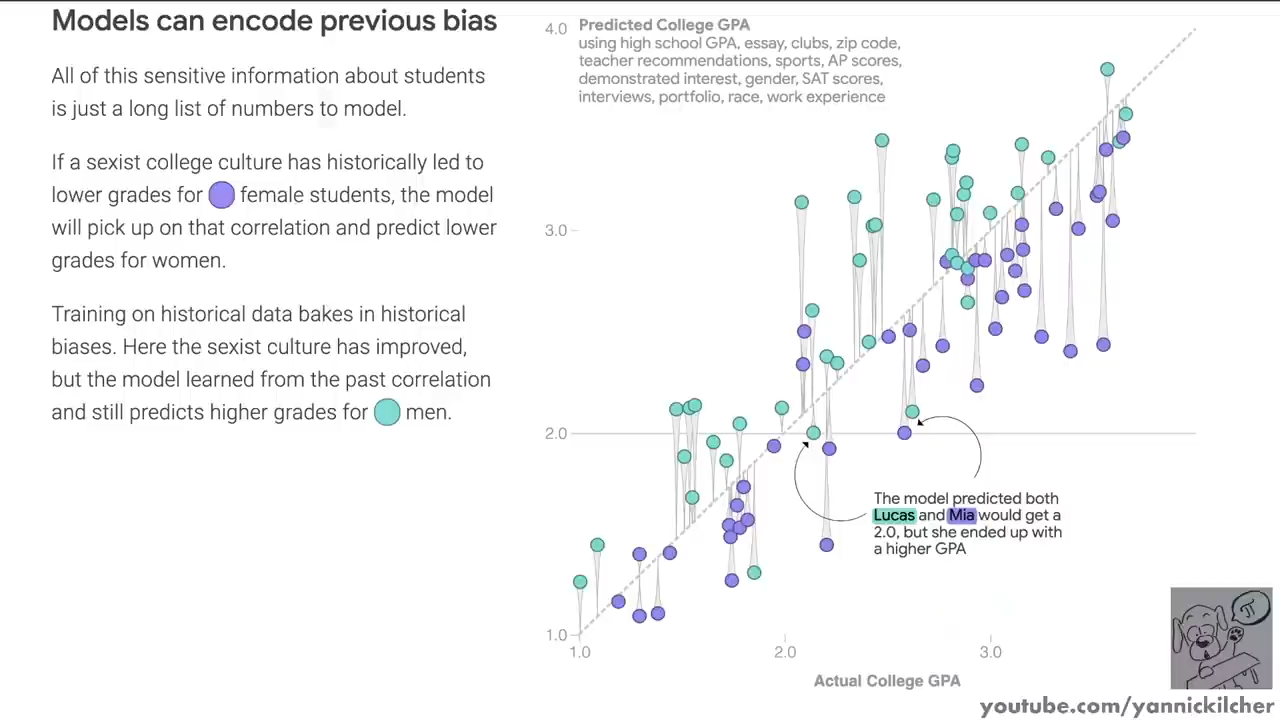 Models can encode previous bias
All of this sensitive information about students
is just a long list of numbers to model.
If a sexist college culture has historically led to
lower grades for female students, the model
will pick up on that correlation and predict lower
grades for women.
Training on historical data bakes in historical
biases. Here the sexist culture has improved,
but the model learned from the past correlation
and still predicts higher grades for men.
4.0
Predicted College GPA
using high school GPA, essay, clubs, zip code,
teacher recommendations, sports, AP scores,
demonstrated interest, gender, SAT scores,
interviews, portfolio, race, work experience
3.0
2.0
The model predicted both
Lucas and Mia would get a
2.0, but she ended up with
a higher GPA
1.0
1.0 2.0 3.0
Actual College GPA
π
youtube.com/yannickilcher